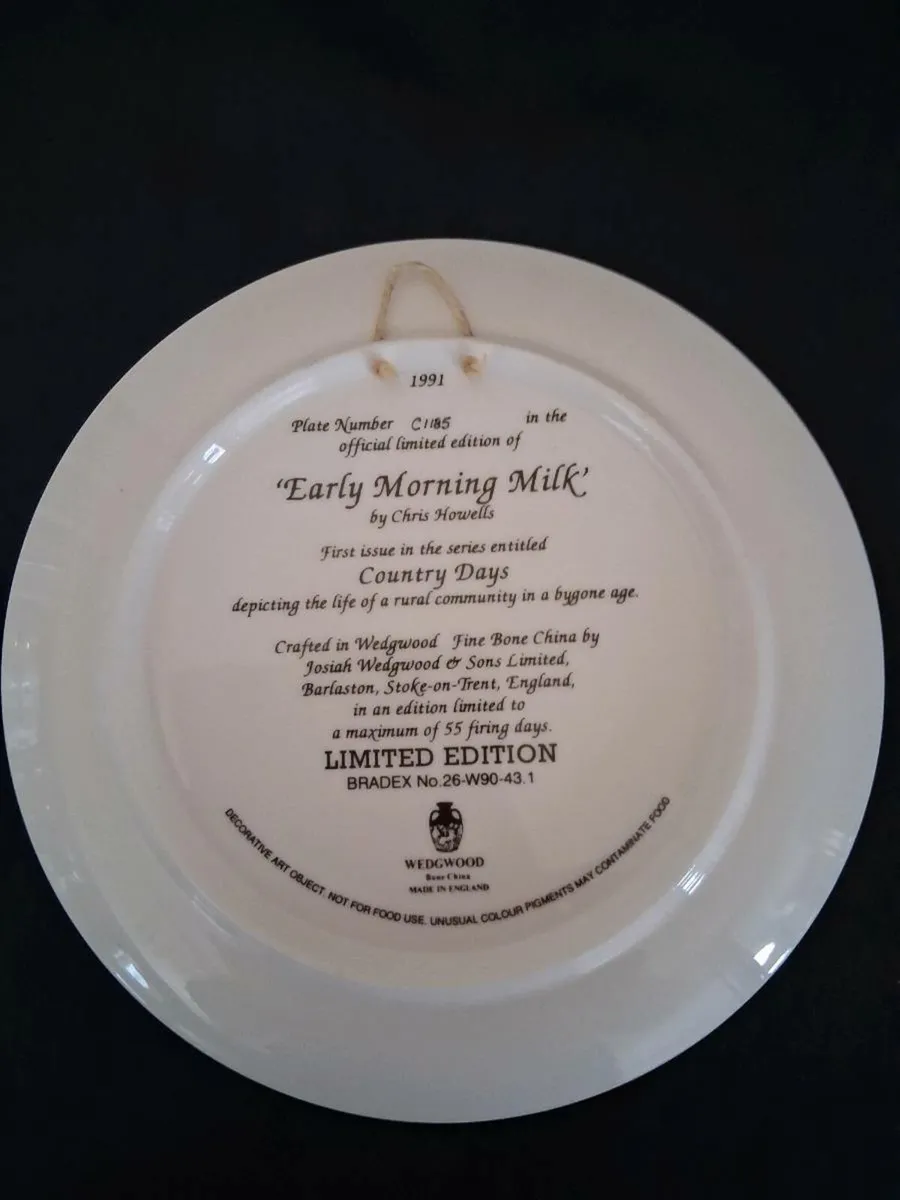 1991
Plate Number C1185 in the
official limited edition of
‘Early Morning Milk’
by Chris Howells
First issue in the series entitled
Country Days
depicting the life of a rural community in a bygone age.
Crafted in Wedgwood Fine Bone China by
Josiah Wedgwood & Sons Limited,
Barlaston, Stoke-on-Trent, England,
in an edition limited to
a maximum of 55 firing days.
LIMITED EDITION
BRADEX No.26-W90-43.1
WEDGWOOD
Bone China
MADE IN ENGLAND
DECORATIVE ART OBJECT. NOT FOR FOOD USE. UNUSUAL COLOUR PIGMENTS MAY CONTAMINATE FOOD